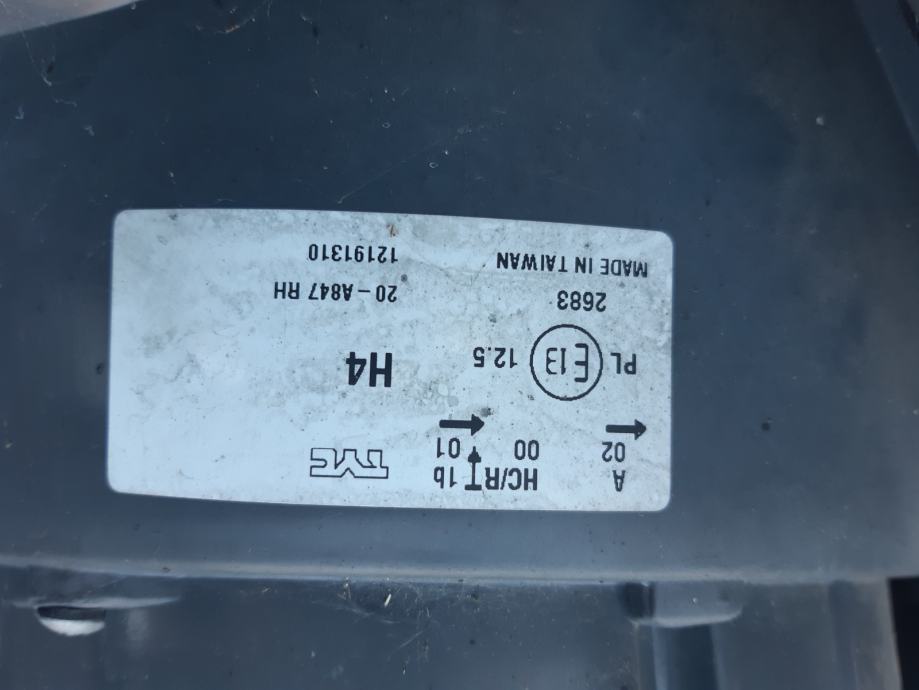 A HC/R 1b TYC
02 00 01
← ←
PL E13 12.5 H4
2683 20-A847 RH
MADE IN TAIWAN 12191310